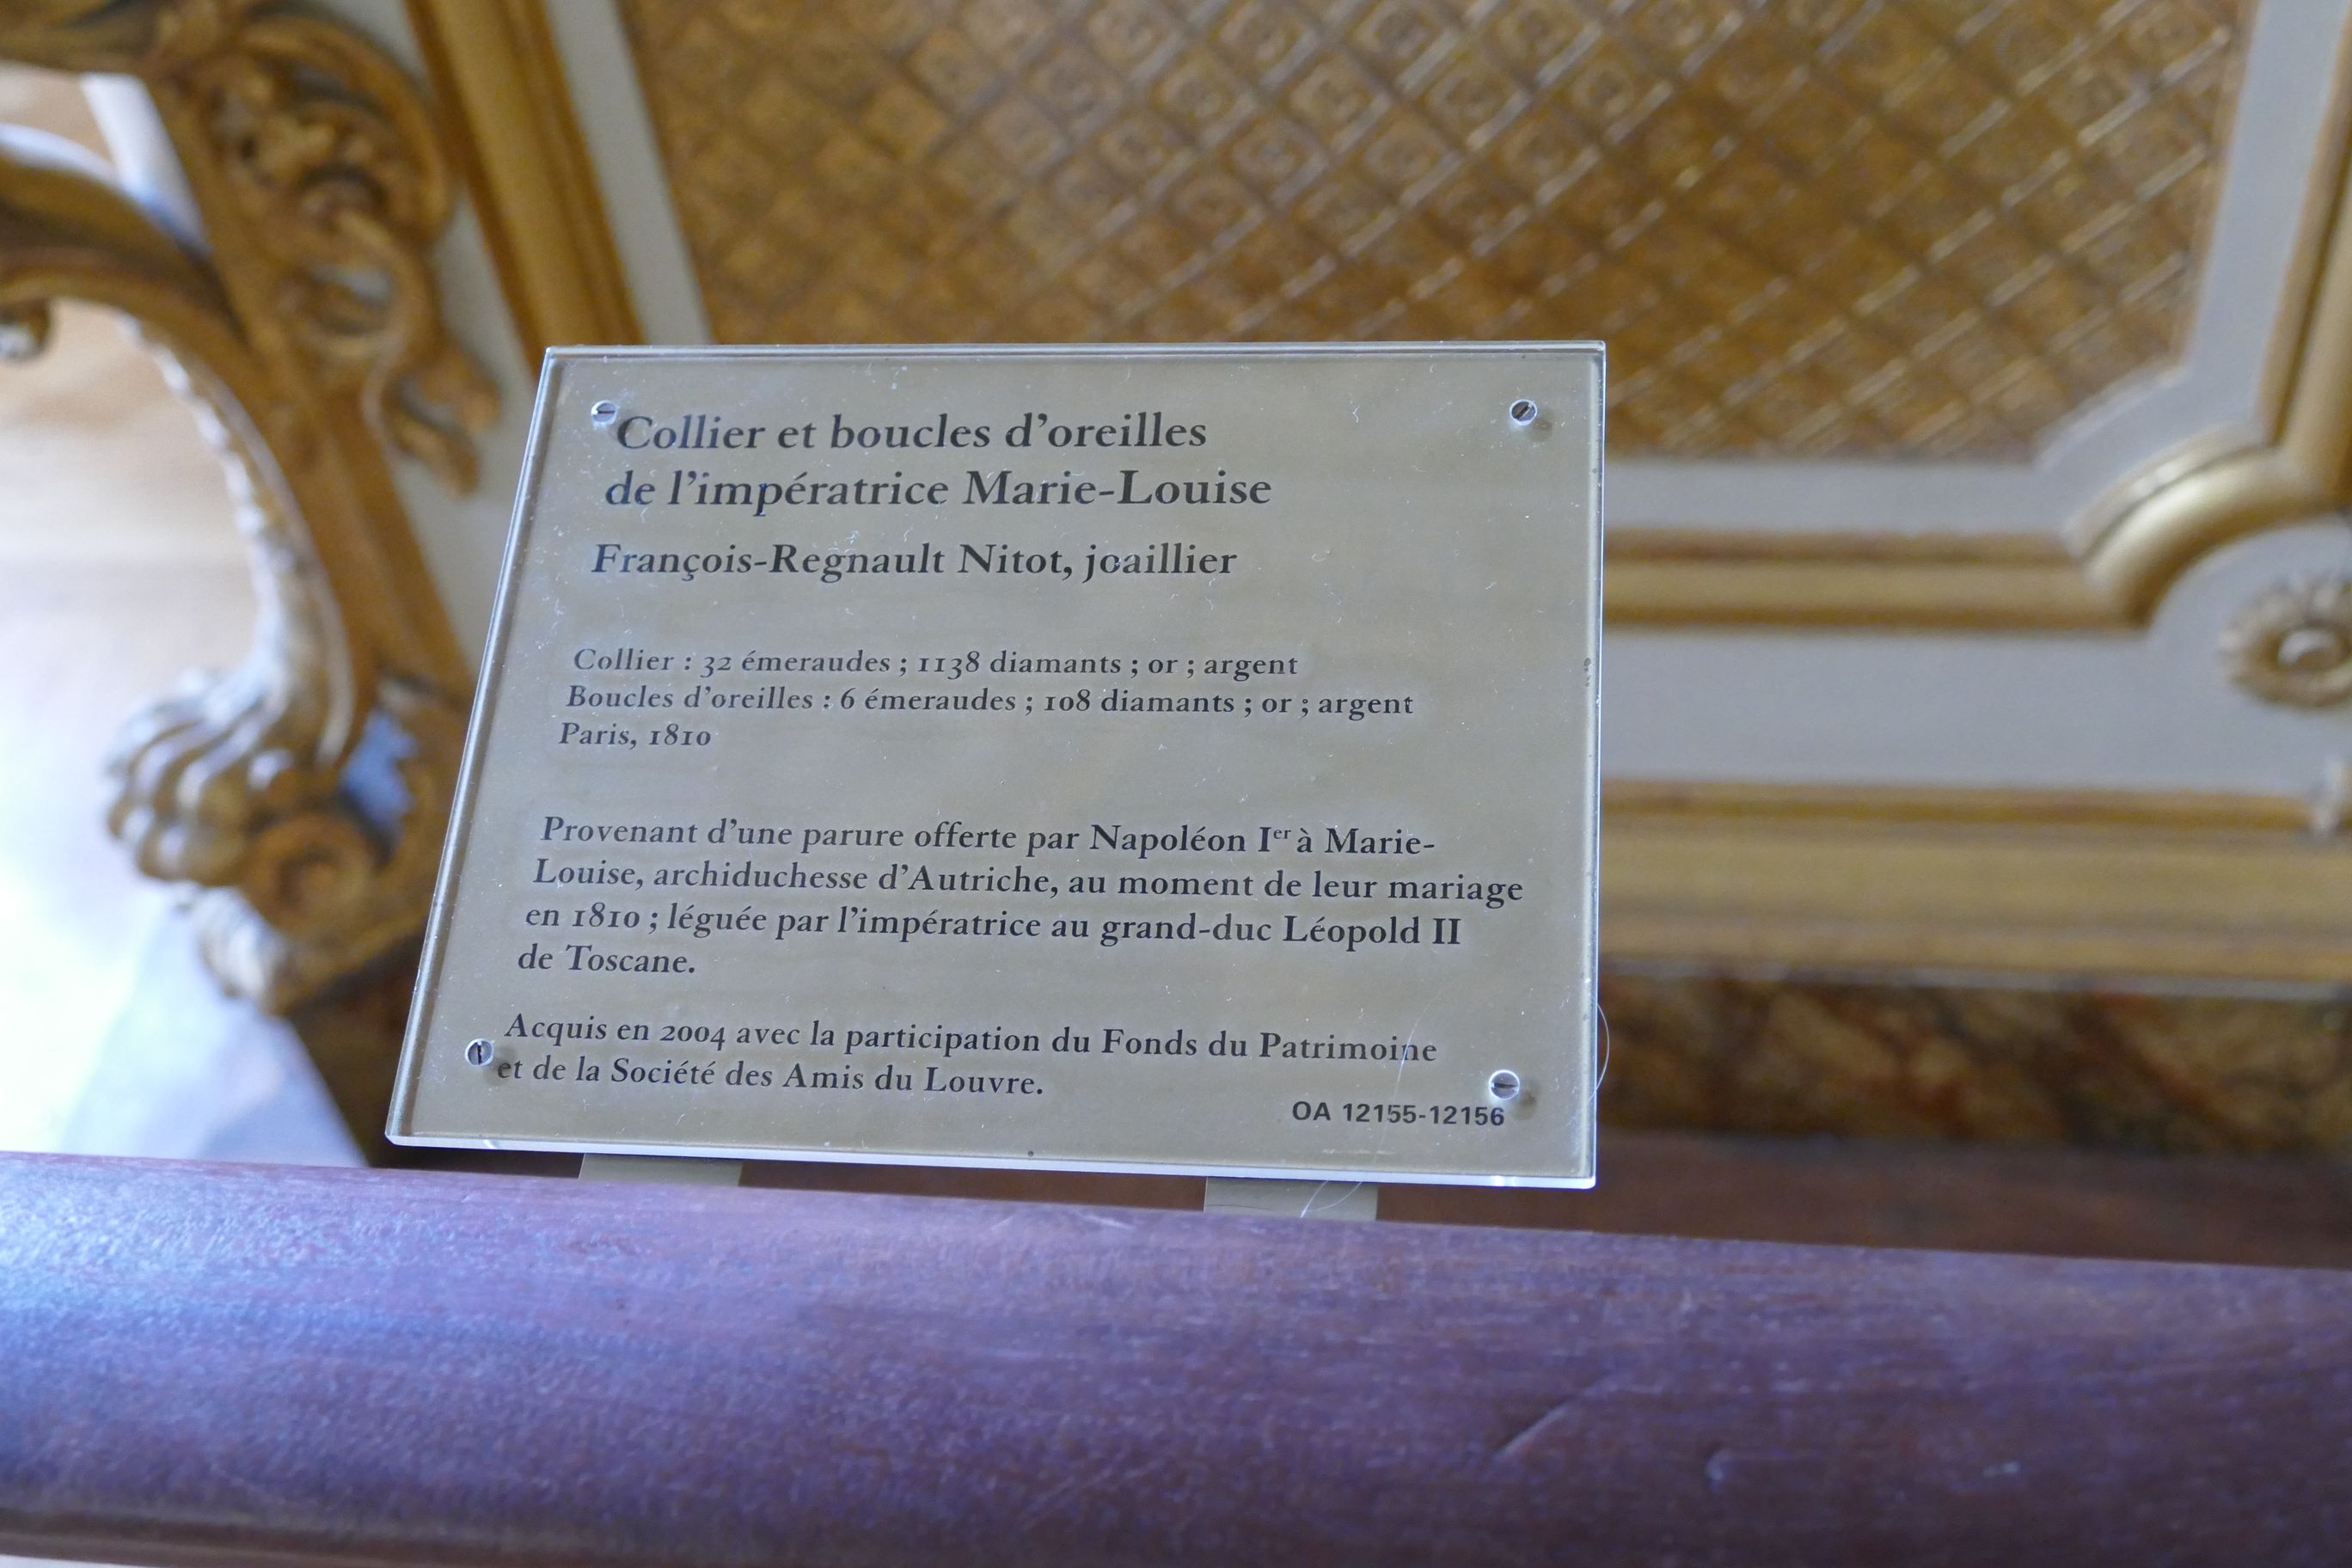 Collier et boucles d'oreilles
de l'impératrice Marie-Louise
François-Regnault Nitot, joaillier
Collier : 32 émeraudes ; 1138 diamants ; or ; argent
Boucles d'oreilles : 6 émeraudes ; 108 diamants ; or ; argent
Paris, 1810
Provenant d'une parure offerte par Napoléon Iᵉʳ à Marie-
Louise, archiduchesse d'Autriche, au moment de leur mariage
en 1810 ; léguée par l'impératrice au grand-duc Léopold II
de Toscane.
Acquis en 2004 avec la participation du Fonds du Patrimoine
et de la Société des Amis du Louvre.
OA 12155-12156